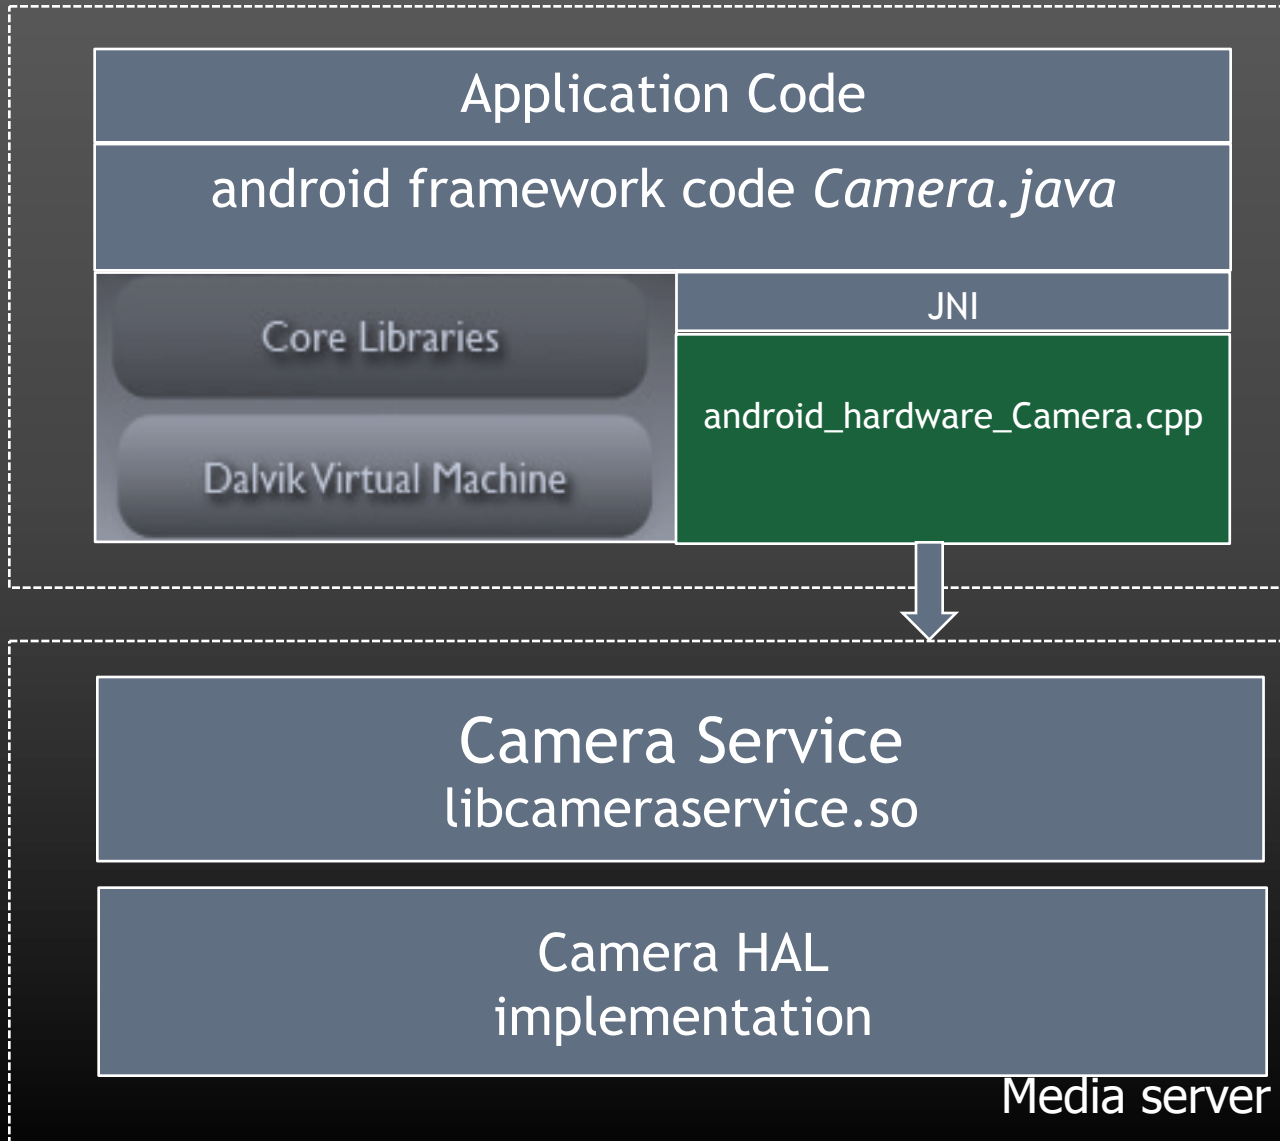 Application Code
android framework code Camera.java
Core Libraries
JNI
android_hardware_Camera.cpp
Dalvik Virtual Machine
Camera Service
libcameraservice.so
Camera HAL
implementation
Media server